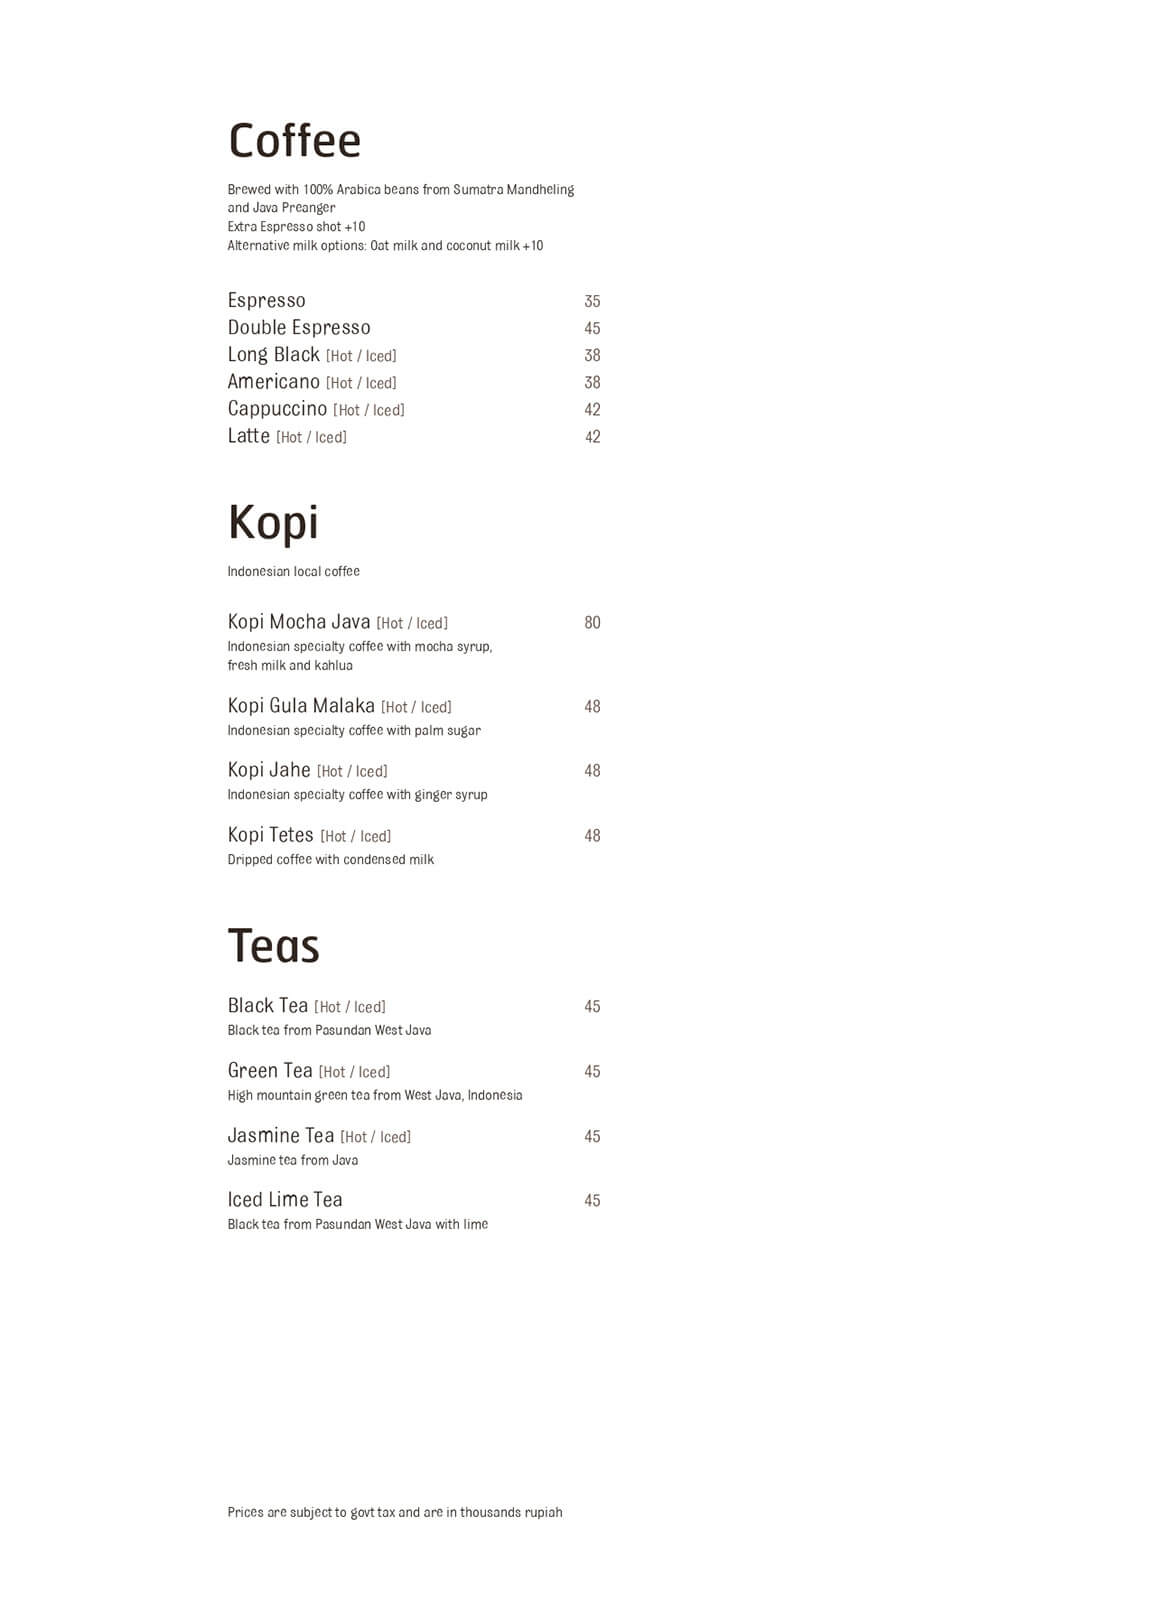 Coffee
Brewed with 100% Arabica beans from Sumatra Mandheling
and Java Preanger
Extra Espresso shot +10
Alternative milk options: Oat milk and coconut milk +10
Espresso 35
Double Espresso 45
Long Black [Hot / Iced] 38
Americano [Hot / Iced] 38
Cappuccino [Hot / Iced] 42
Latte [Hot / Iced] 42
Kopi
Indonesian local coffee
Kopi Mocha Java [Hot / Iced] 80
Indonesian specialty coffee with mocha syrup,
fresh milk and kahlua
Kopi Gula Malaka [Hot / Iced] 48
Indonesian specialty coffee with palm sugar
Kopi Jahe [Hot / Iced] 48
Indonesian specialty coffee with ginger syrup
Kopi Tetes [Hot / Iced] 48
Dripped coffee with condensed milk
Teas
Black Tea [Hot / Iced] 45
Black tea from Pasundan West Java
Green Tea [Hot / Iced] 45
High mountain green tea from West Java, Indonesia
Jasmine Tea [Hot / Iced] 45
Jasmine tea from Java
Iced Lime Tea 45
Black tea from Pasundan West Java with lime
Prices are subject to govt tax and are in thousands rupiah